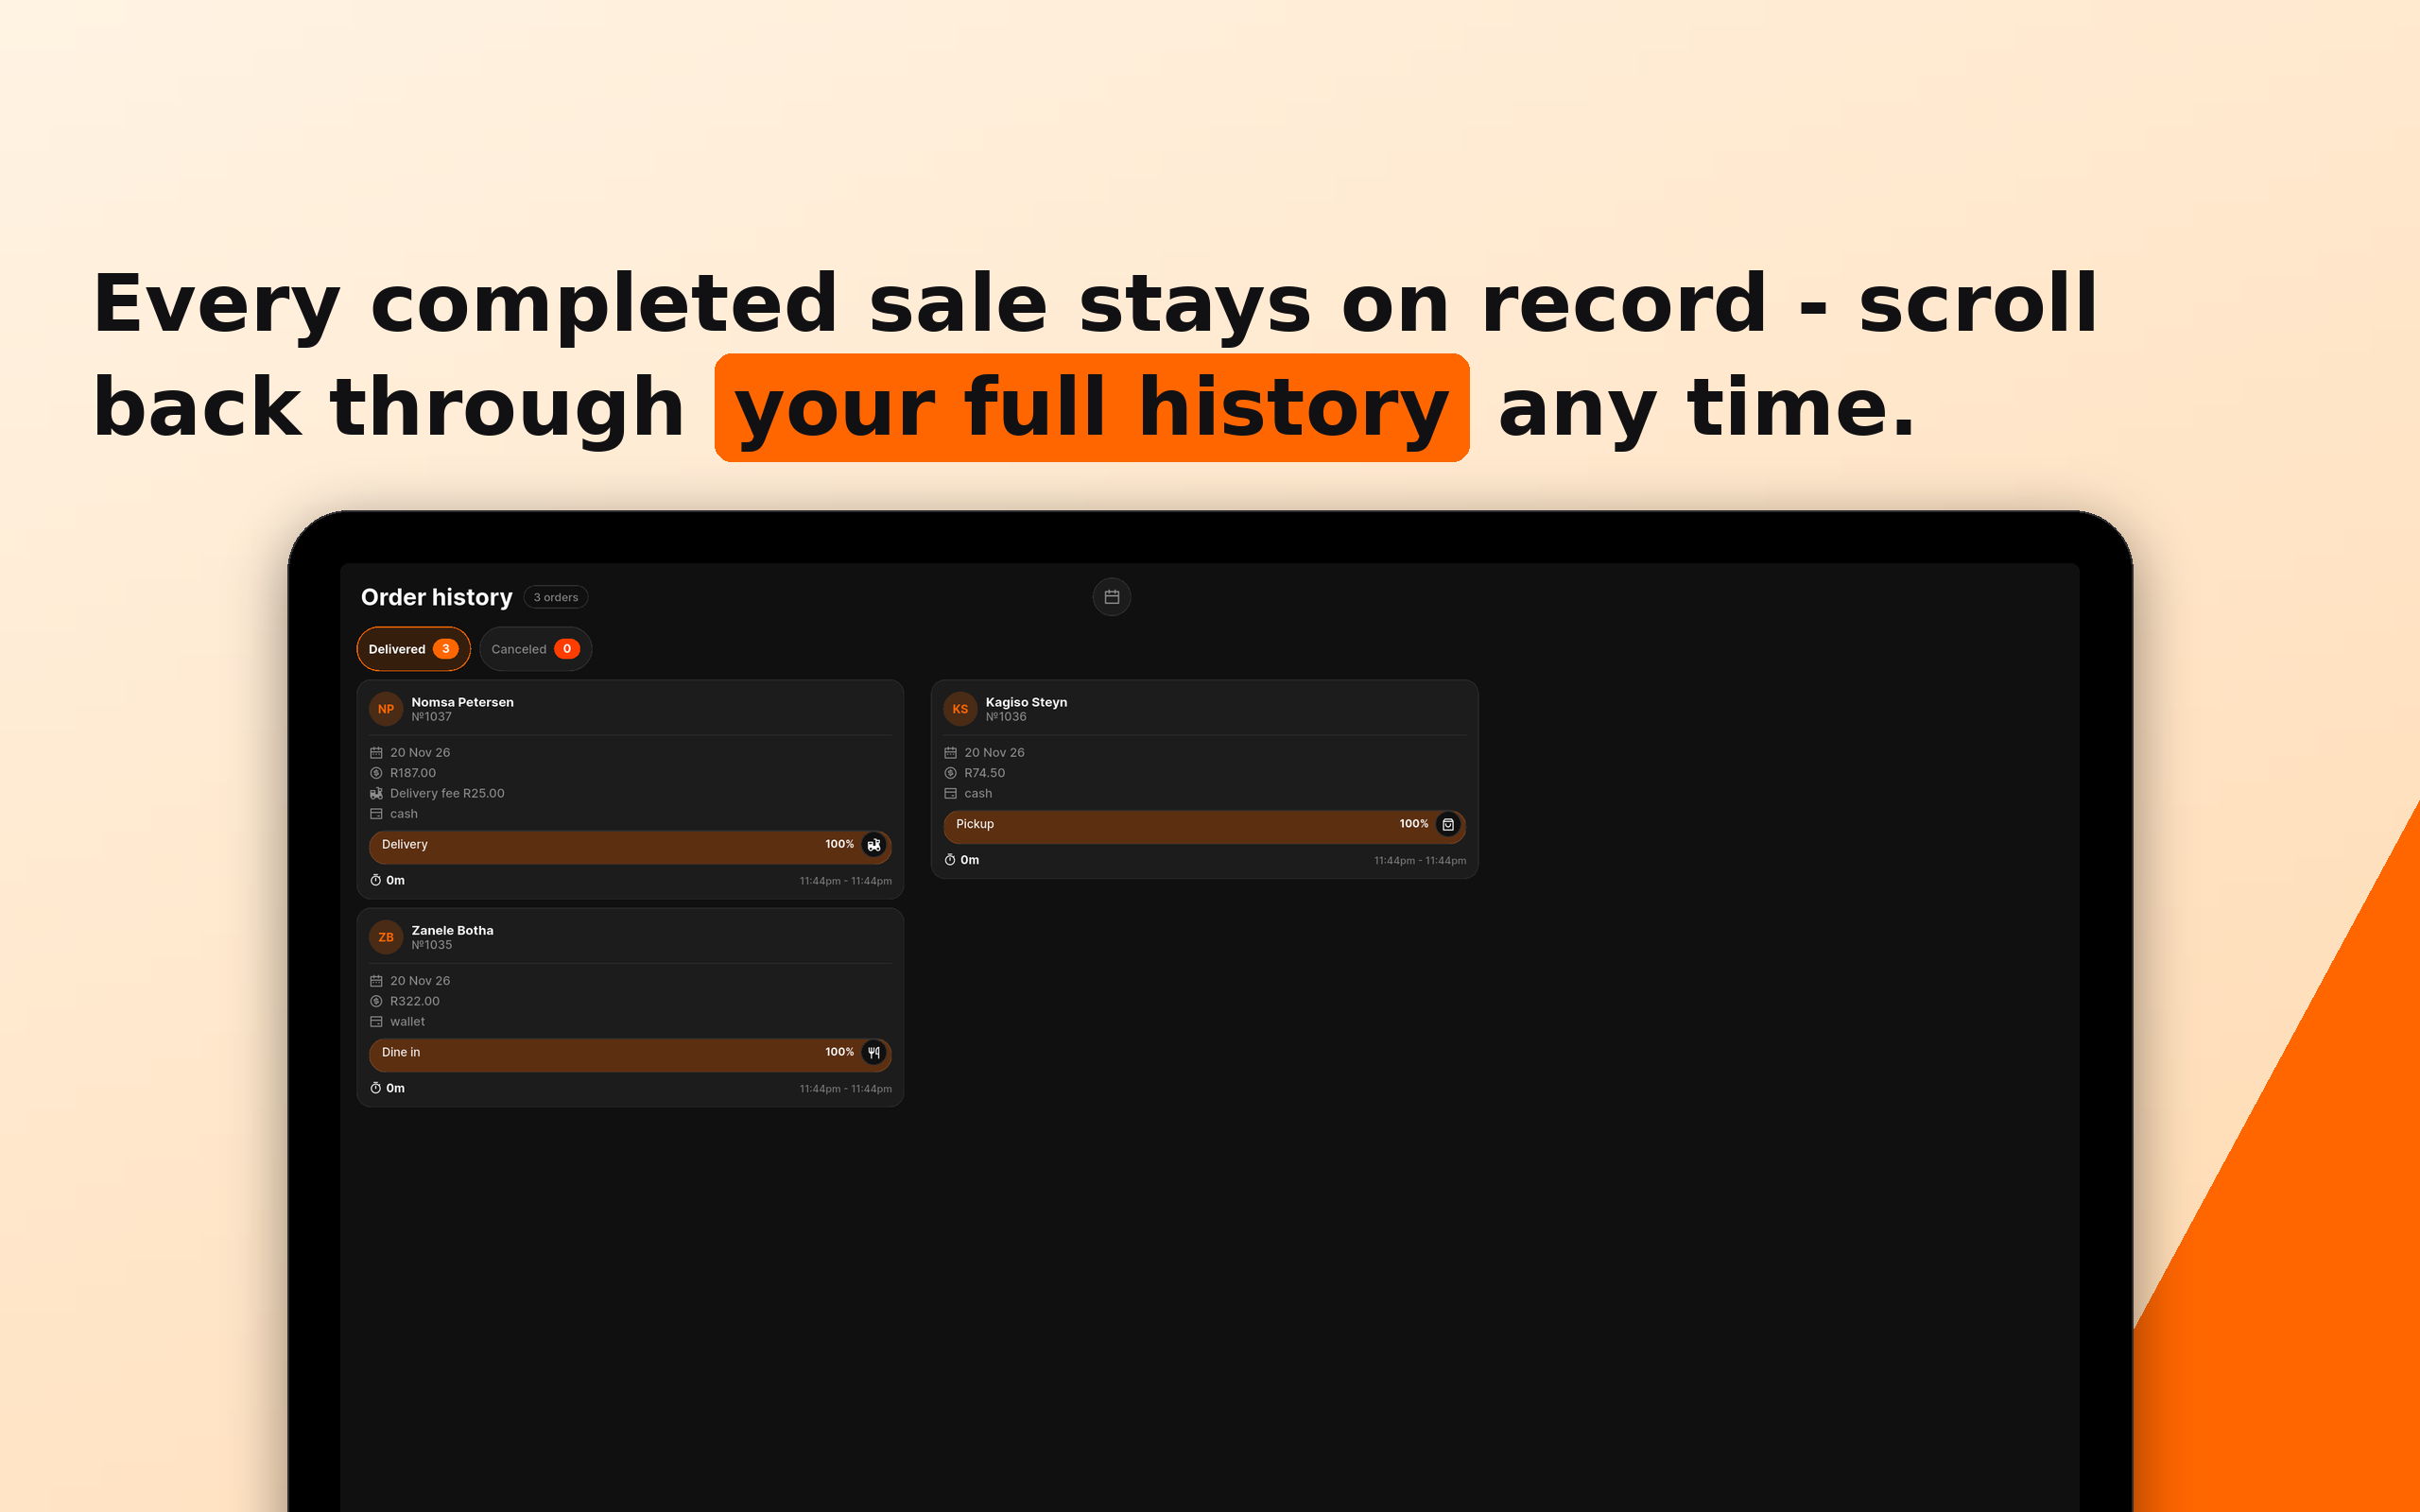 Every completed sale stays on record - scroll
back through your full history any time.
Order history
3 orders
Delivered 3
Canceled 0
NP
Nomsa Petersen
№1037
20 Nov 26
R187.00
Delivery fee R25.00
cash
Delivery 100%
0m
11:44pm - 11:44pm
KS
Kagiso Steyn
№1036
20 Nov 26
R74.50
cash
Pickup 100%
0m
11:44pm - 11:44pm
ZB
Zanele Botha
№1035
20 Nov 26
R322.00
wallet
Dine in 100%
0m
11:44pm - 11:44pm